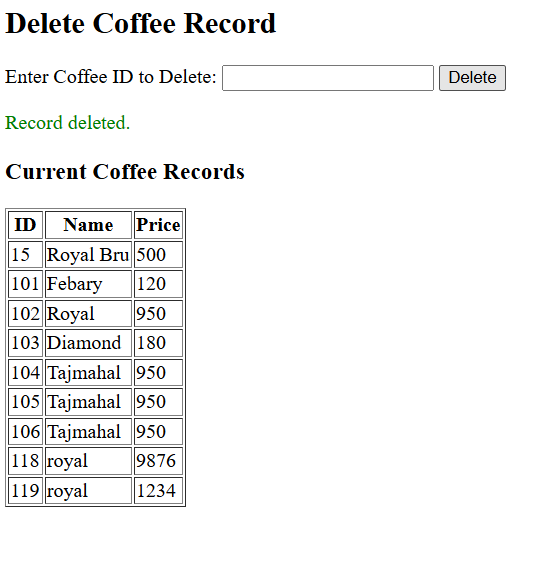 Delete Coffee Record
Enter Coffee ID to Delete: Delete
Record deleted.
Current Coffee Records
ID Name Price
15 Royal Bru 500
101 Febary 120
102 Royal 950
103 Diamond 180
104 Tajmahal 950
105 Tajmahal 950
106 Tajmahal 950
118 royal 9876
119 royal 1234